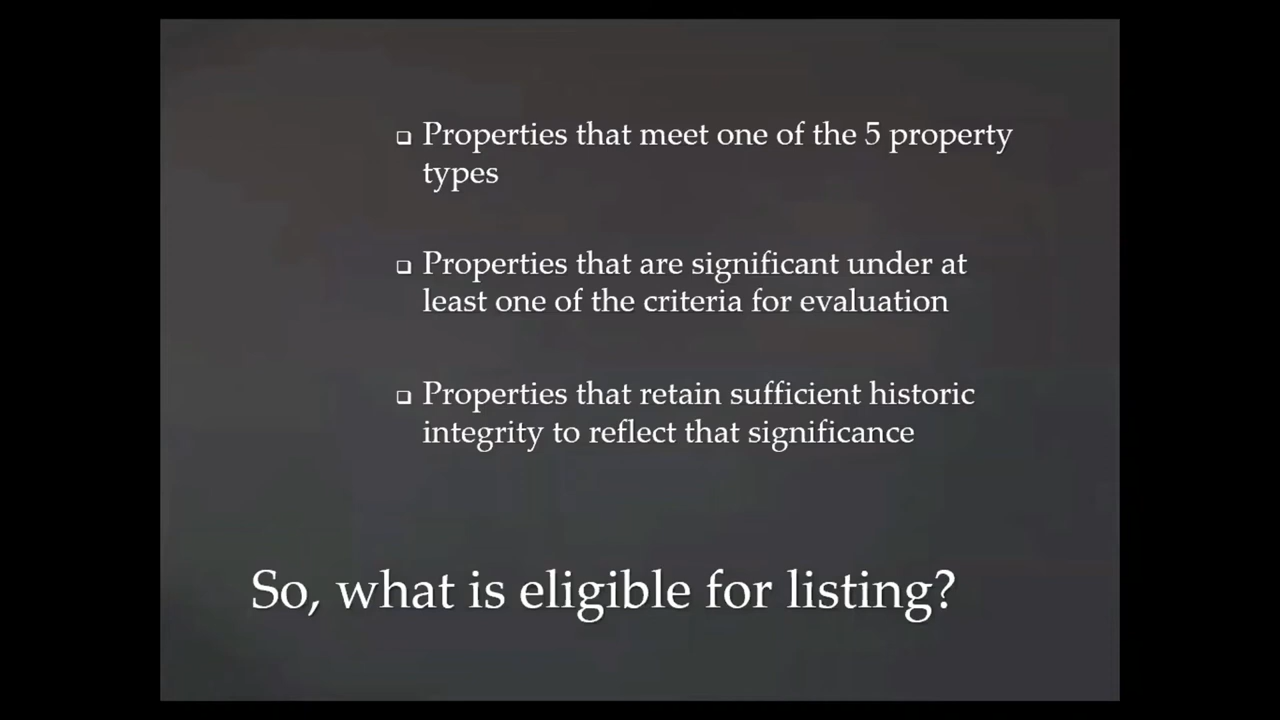 Properties that meet one of the 5 property
types
Properties that are significant under at
least one of the criteria for evaluation
Properties that retain sufficient historic
integrity to reflect that significance
So, what is eligible for listing?